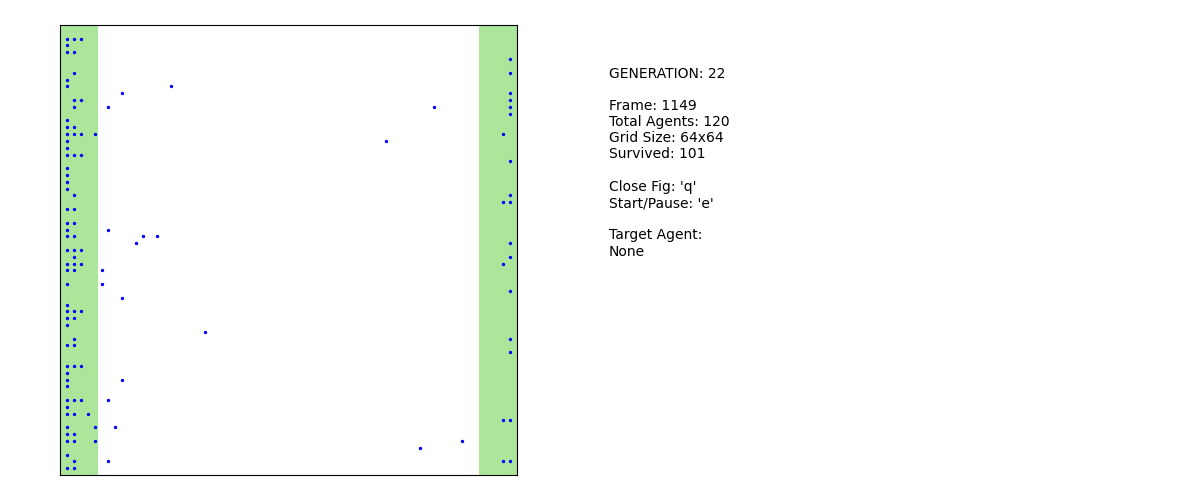 GENERATION: 22
Frame: 1149
Total Agents: 120
Grid Size: 64x64
Survived: 101
Close Fig: 'q'
Start/Pause: 'e'
Target Agent:
None